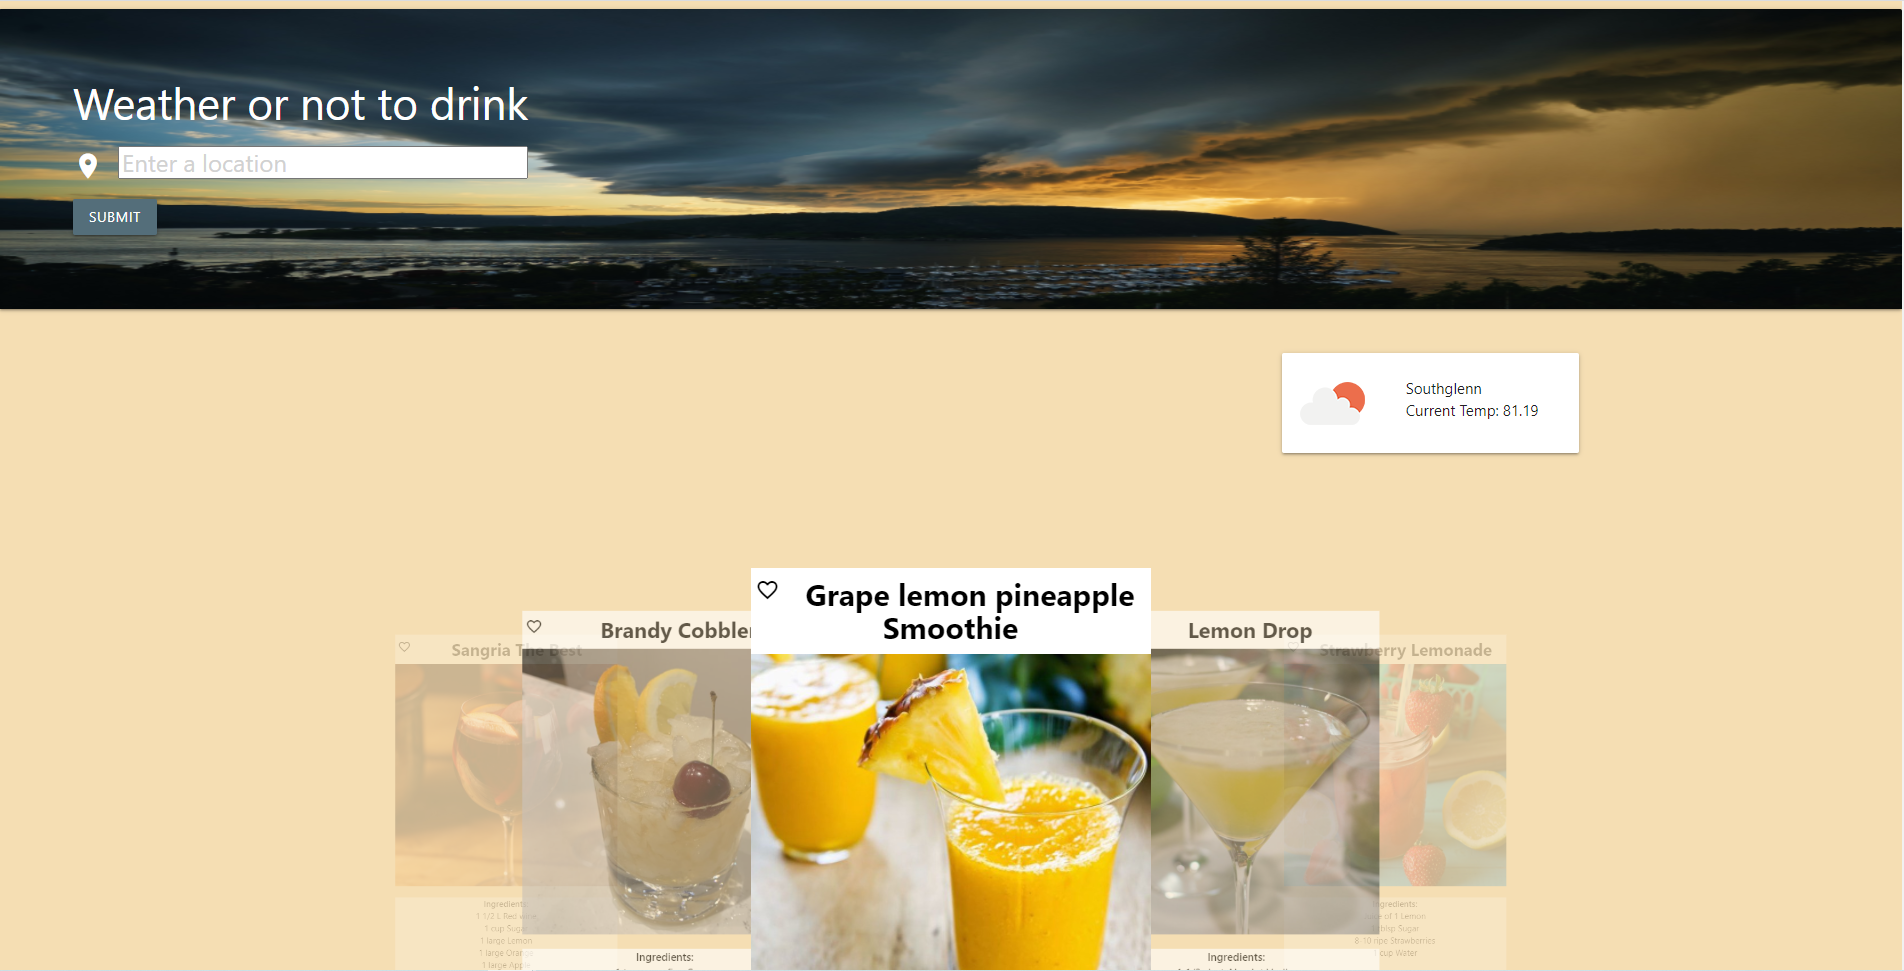 Weather or not to drink
Enter a location
SUBMIT
Southglenn
Current Temp: 81.19
Grape lemon pineapple
Smoothie
Brandy Cobbler
Lemon Drop
Sangria The Best
Strawberry Lemonade
Ingredients:
1 1/2 L Red wine
1 cup Sugar
1 large Lemon
1 large Orange
1 large Apple
Ingredients:
Ingredients:
Ingredients:
of 1 Lemon
tblsp Sugar
8-10 ripe Strawberries
1 cup Water